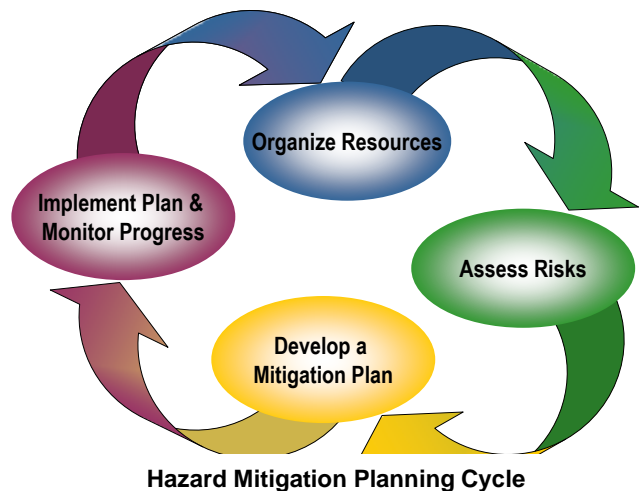 Organize Resources
Implement Plan &
Monitor Progress
Assess Risks
Develop a
Mitigation Plan
Hazard Mitigation Planning Cycle